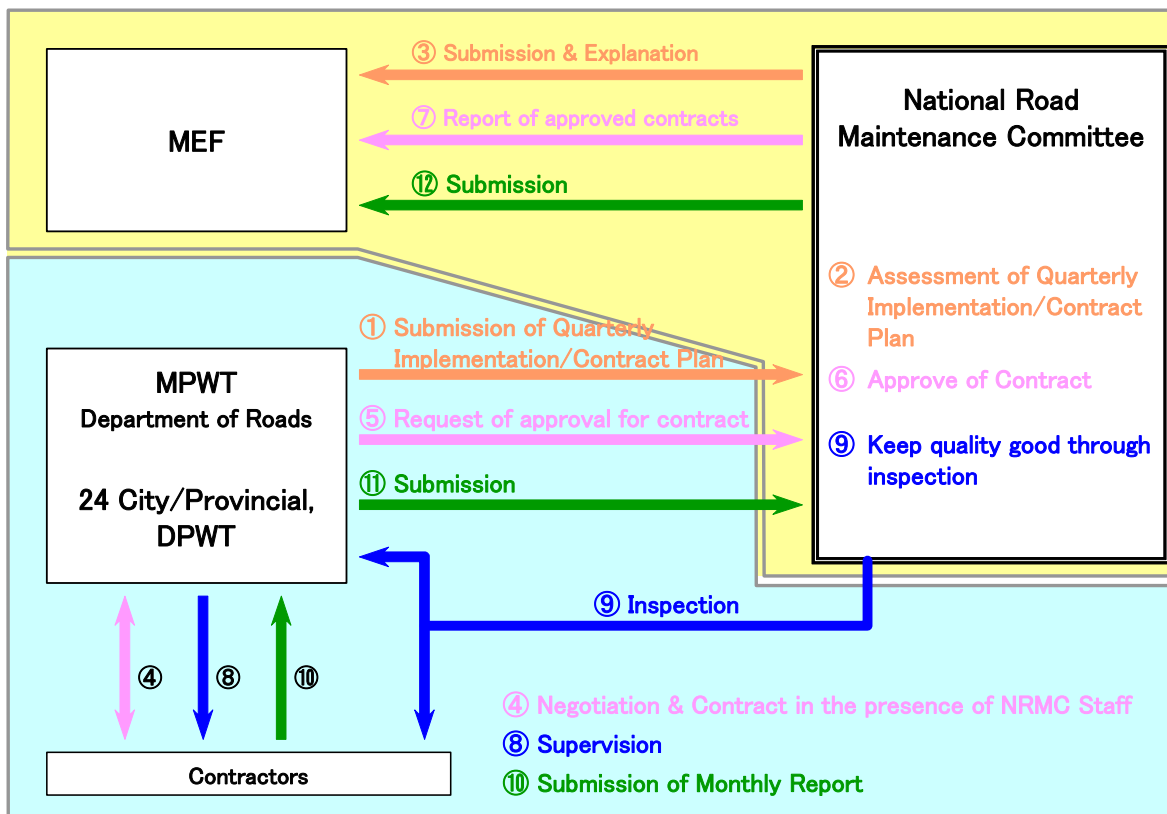 ③ Submission & Explanation
MEF
⑦ Report of approved contracts
⑫ Submission
National Road
Maintenance Committee
② Assessment of Quarterly
Implementation/Contract
Plan
⑥ Approve of Contract
⑨ Keep quality good through
inspection
① Submission of Quarterly
Implementation/Contract Plan
MPWT
Department of Roads
24 City/Provincial,
DPWT
⑤ Request of approval for contract
⑪ Submission
⑨ Inspection
④
⑧
⑩
④ Negotiation & Contract in the presence of NRMC Staff
⑧ Supervision
⑩ Submission of Monthly Report
Contractors